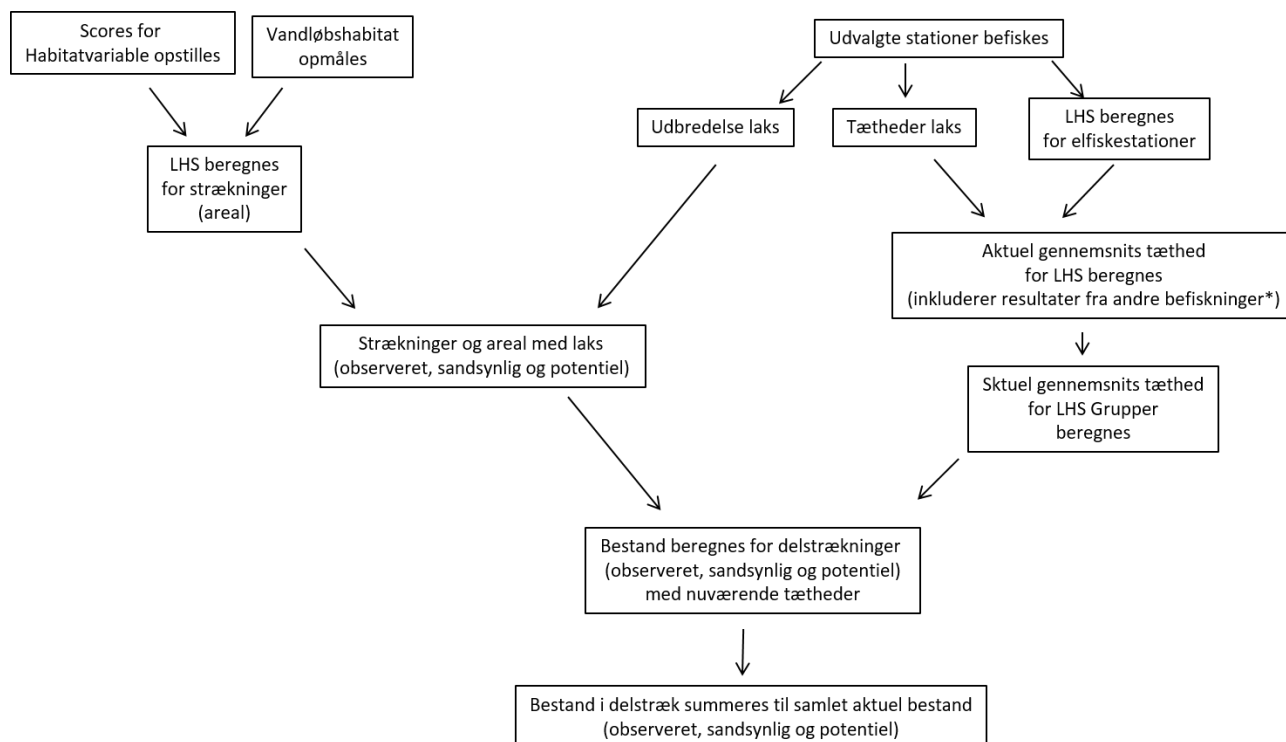 Scores for
Habitatvariable opstilles
Vandløbshabitat
opmåles
Udvalgte stationer befiskes
Udbredelse laks
Tætheder laks
LHS beregnes
for elfiskestationer
LHS beregnes
for strækninger
(areal)
Aktuel gennemsnits tæthed
for LHS beregnes
(inkluderer resultater fra andre befiskninger*)
Strækninger og areal med laks
(observeret, sandsynlig og potentiel)
Sktuel gennemsnits tæthed
for LHS Grupper
beregnes
Bestand beregnes for delstrækninger
(observeret, sandsynlig og potentiel)
med nuværende tætheder
Bestand i delstræk summeres til samlet aktuel bestand
(observeret, sandsynlig og potentiel)